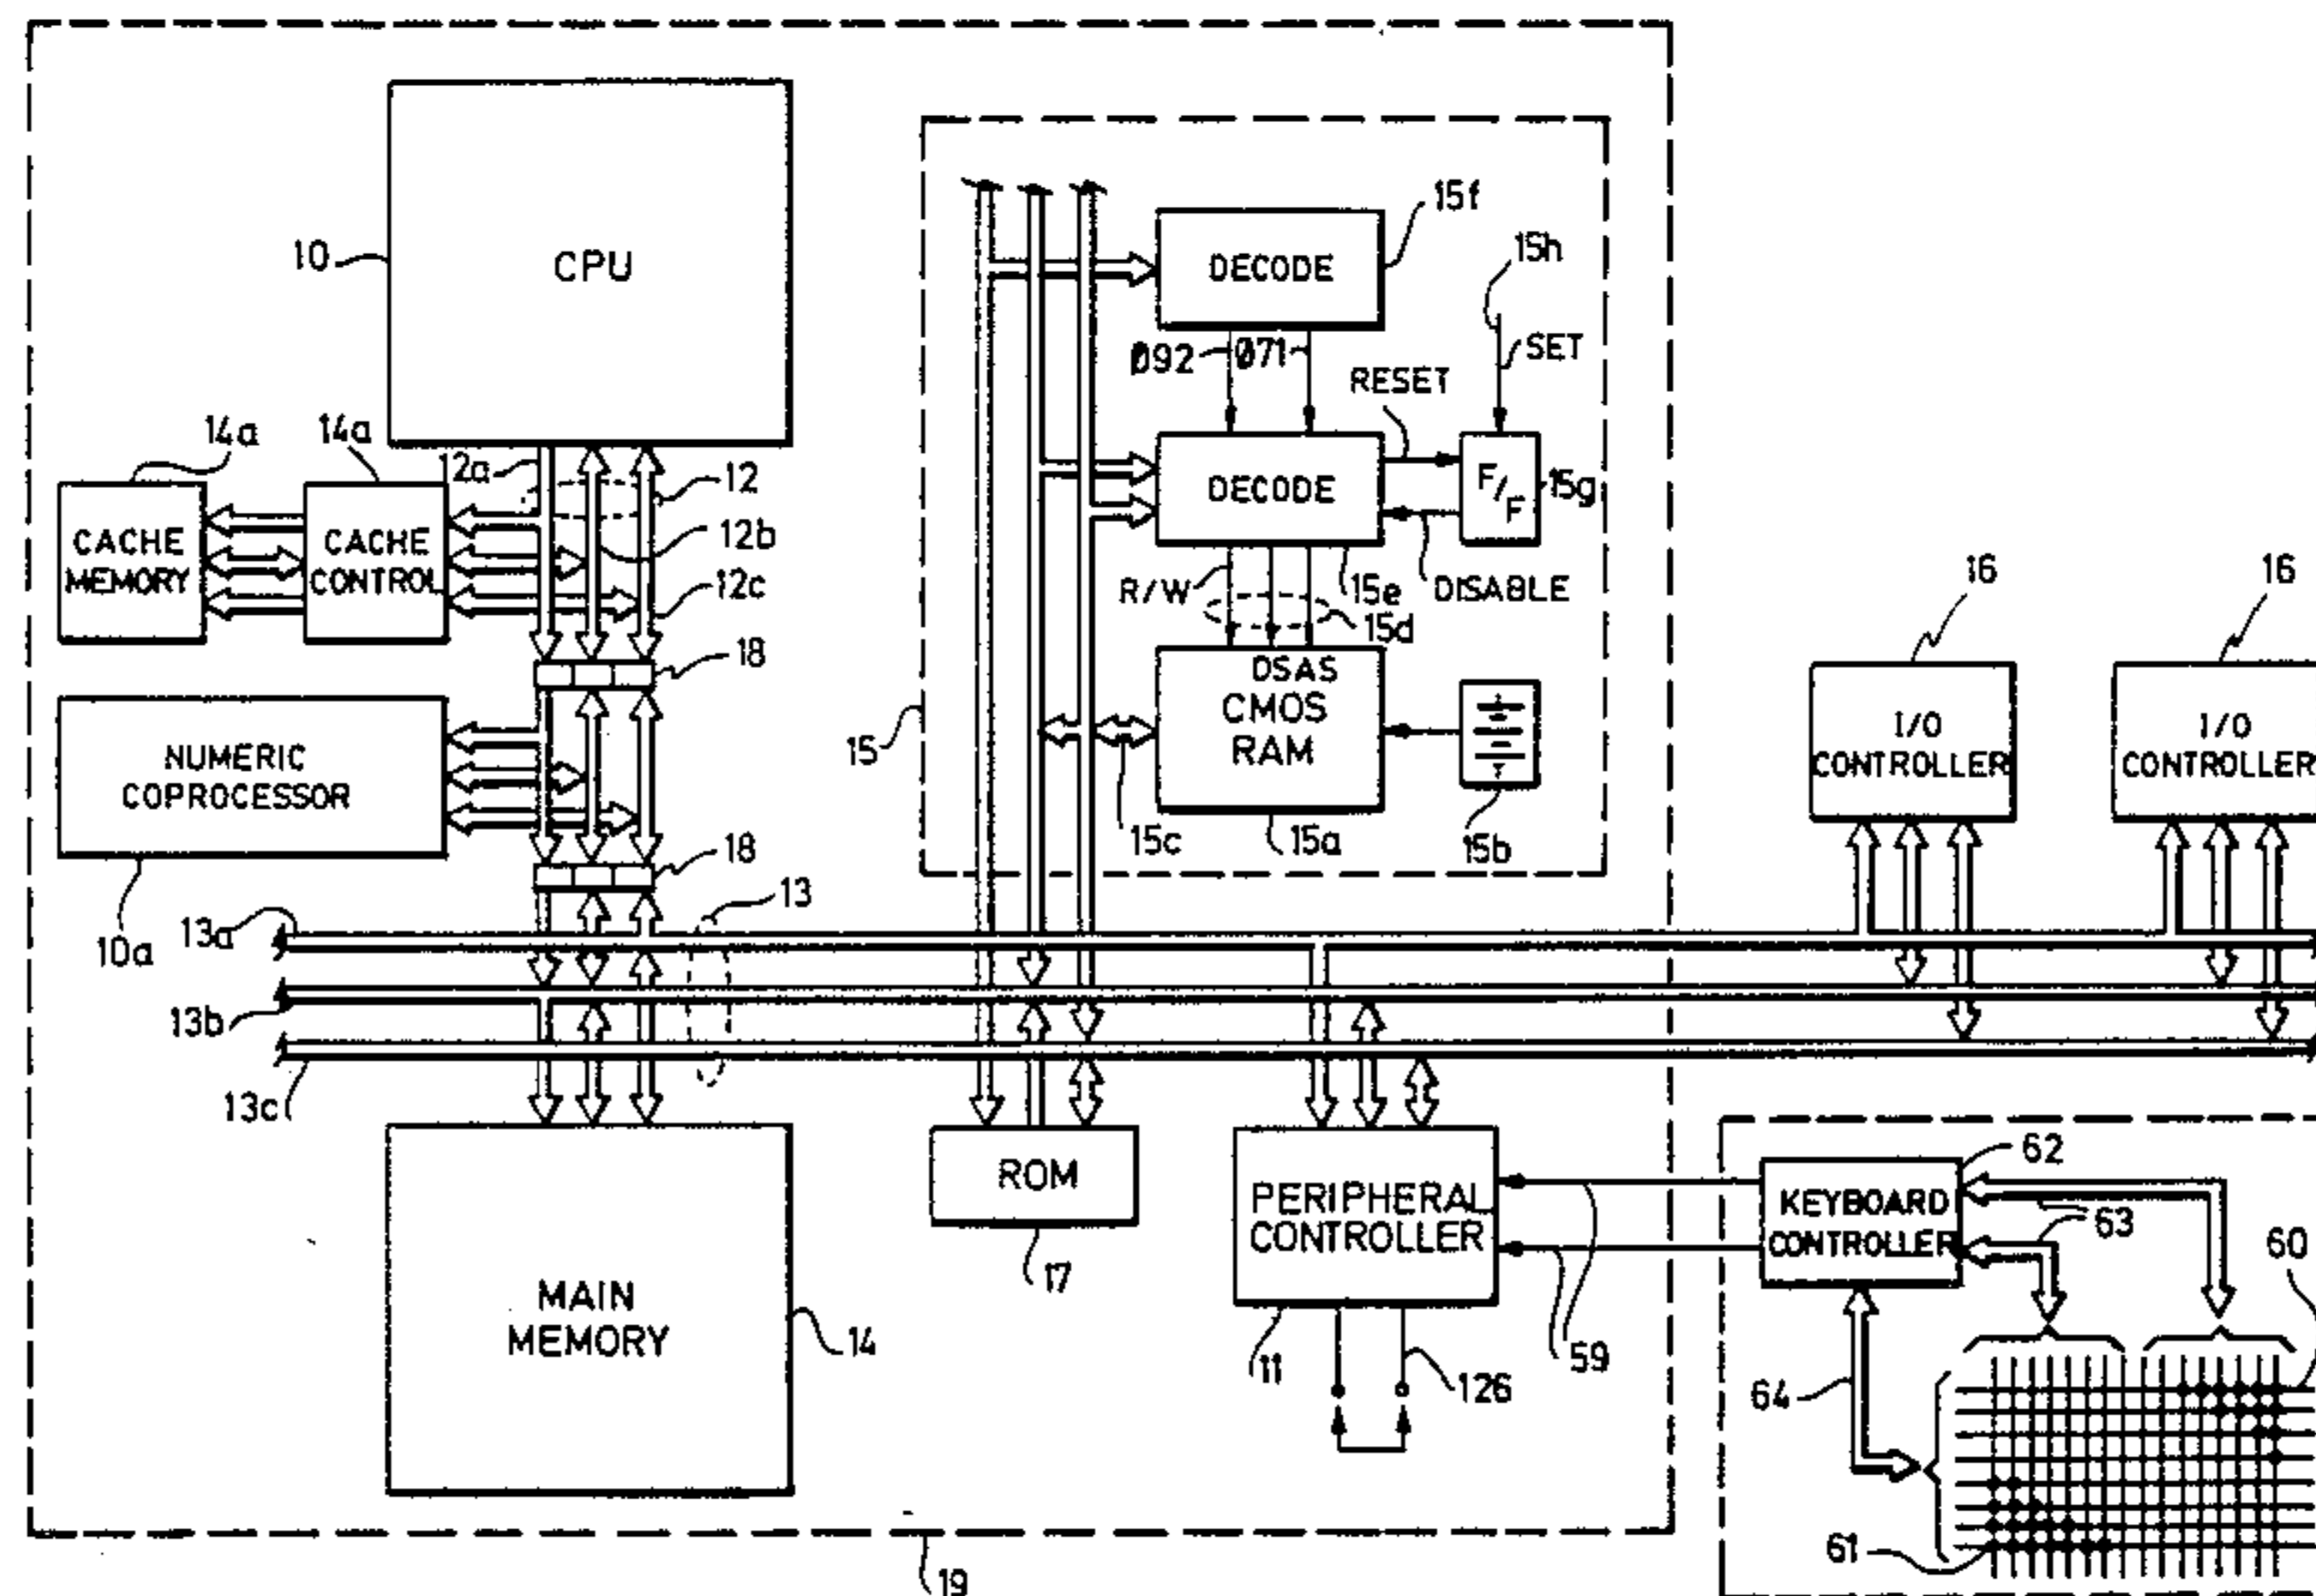 10
CPU
15f
DECODE
15h
SET
Ø92
Ø71
RESET
14a
14a
12a
12
CACHE
MEMORY
CACHE
CONTROL
12b
12c
DECODE
F/F
15g
R/W
15e
DISABLE
15d
18
DSAS
CMOS
RAM
15
15c
15a
15b
NUMERIC
COPROCESSOR
10a
18
13
16
16
I/O
CONTROLLER
I/O
CONTROLLER
13a
13b
13c
MAIN
MEMORY
14
ROM
17
PERIPHERAL
CONTROLLER
11
126
59
62
KEYBOARD
CONTROLLER
63
60
64
61
19